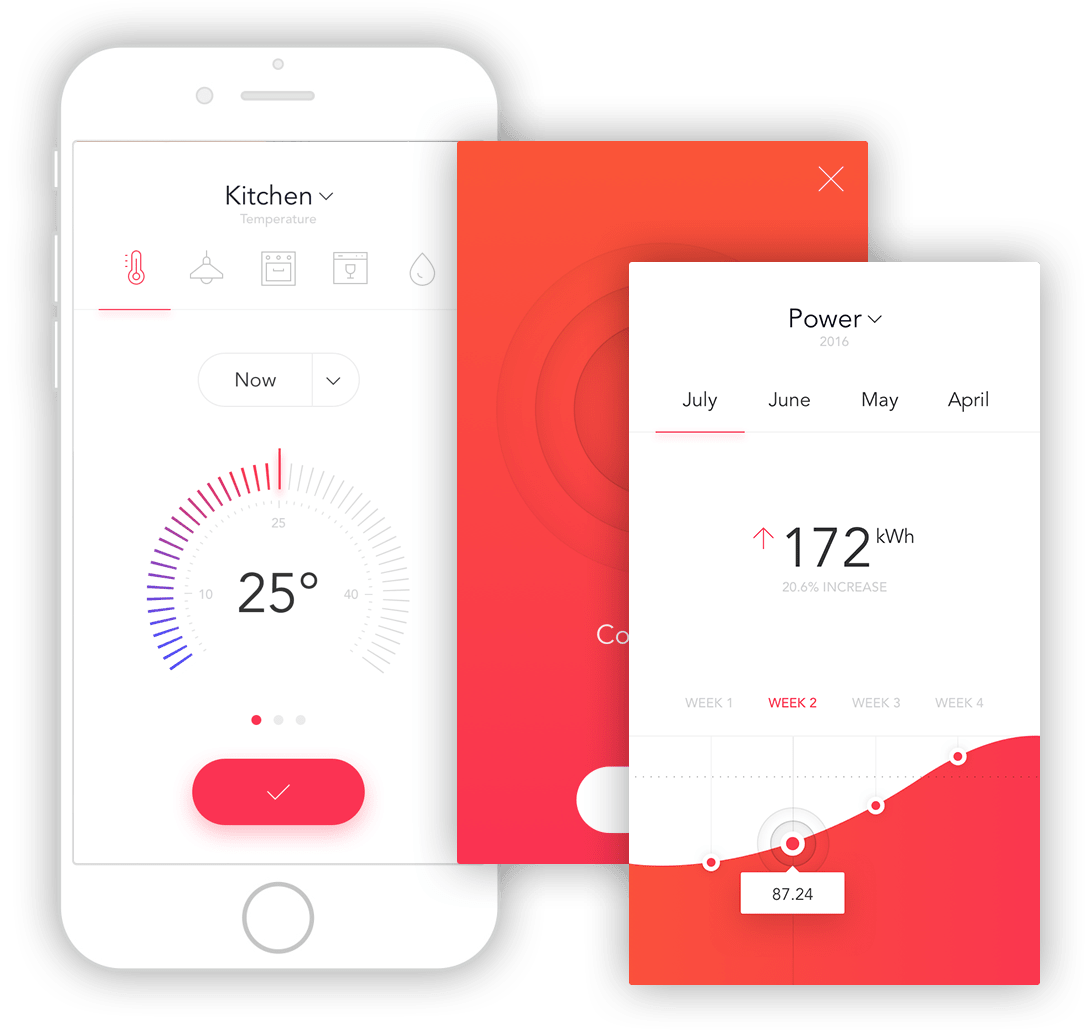 Kitchen
Temperature
Now
25
10
25°
40
Co
Power
2016
July June May April
172 kWh
20.6% INCREASE
WEEK 1 WEEK 2 WEEK 3 WEEK 4
87.24